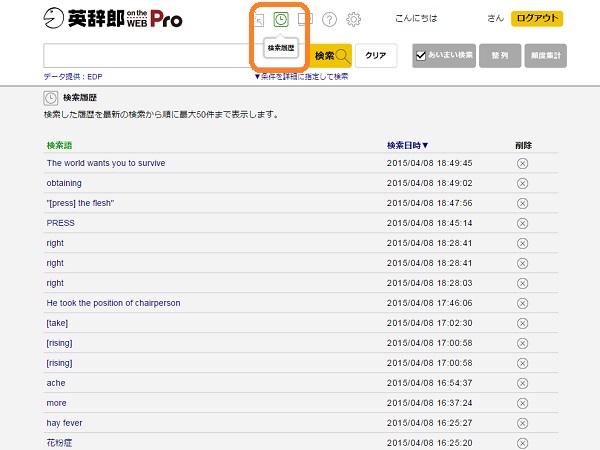 英辞郎 on the WEB Pro
こんにちは さん ログアウト
検索履歴
検索 クリア あいまい検索 整列 頻度集計
データ提供：EDP ▼条件を詳細に指定して検索
検索履歴
検索した履歴を最新の検索から順に最大50件まで表示します。
検索語 検索日時▼ 削除
The world wants you to survive 2015/04/08 18:49:45
obtaining 2015/04/08 18:49:02
"[press] the flesh" 2015/04/08 18:47:56
PRESS 2015/04/08 18:45:14
right 2015/04/08 18:28:41
right 2015/04/08 18:28:41
right 2015/04/08 18:28:03
He took the position of chairperson 2015/04/08 17:46:06
[take] 2015/04/08 17:02:30
[rising] 2015/04/08 17:00:58
[rising] 2015/04/08 17:00:58
ache 2015/04/08 16:54:37
more 2015/04/08 16:37:24
hay fever 2015/04/08 16:25:27
花粉症 2015/04/08 16:25:20